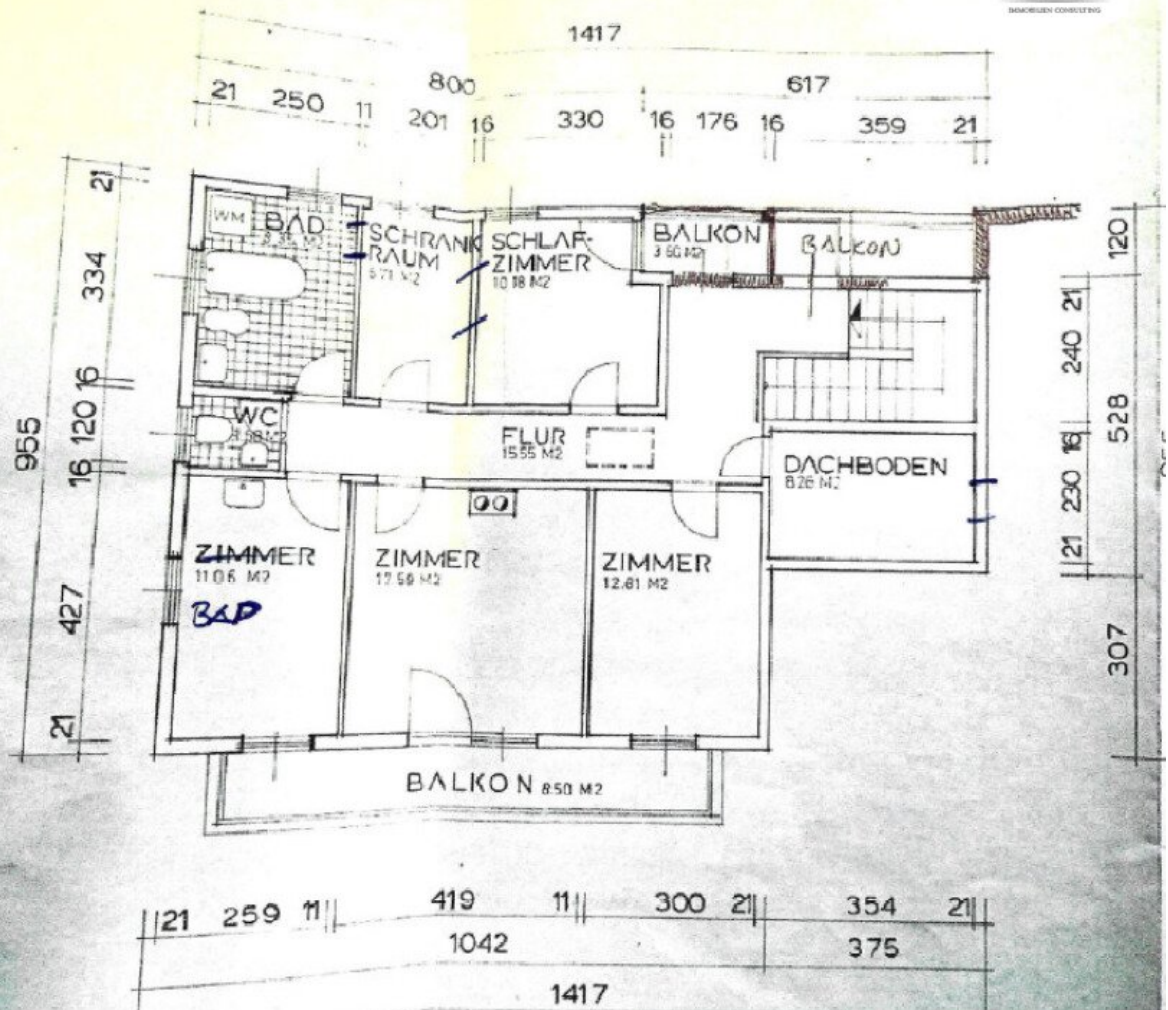 IMMOBILIEN CONSULTING
1417
800 617
21 250 11 201 16 330 16 176 16 359 21
21
334
16
120
16
427
21
955
120
21
240
528
16
230
21
307
WM
BAD
SCHRANK
RAUM
5.71 M2
SCHLAF-
ZIMMER
10.18 M2
BALKON
3.60 M2
BALKON
WC
FLUR
15.55 M2
DACHBODEN
8.26 M2
ZIMMER
11.06 M2
BAD
ZIMMER
ZIMMER
12.81 M2
BALKON 8.50 M2
21 259 11 419 11 300 21 354 21
1042 375
1417